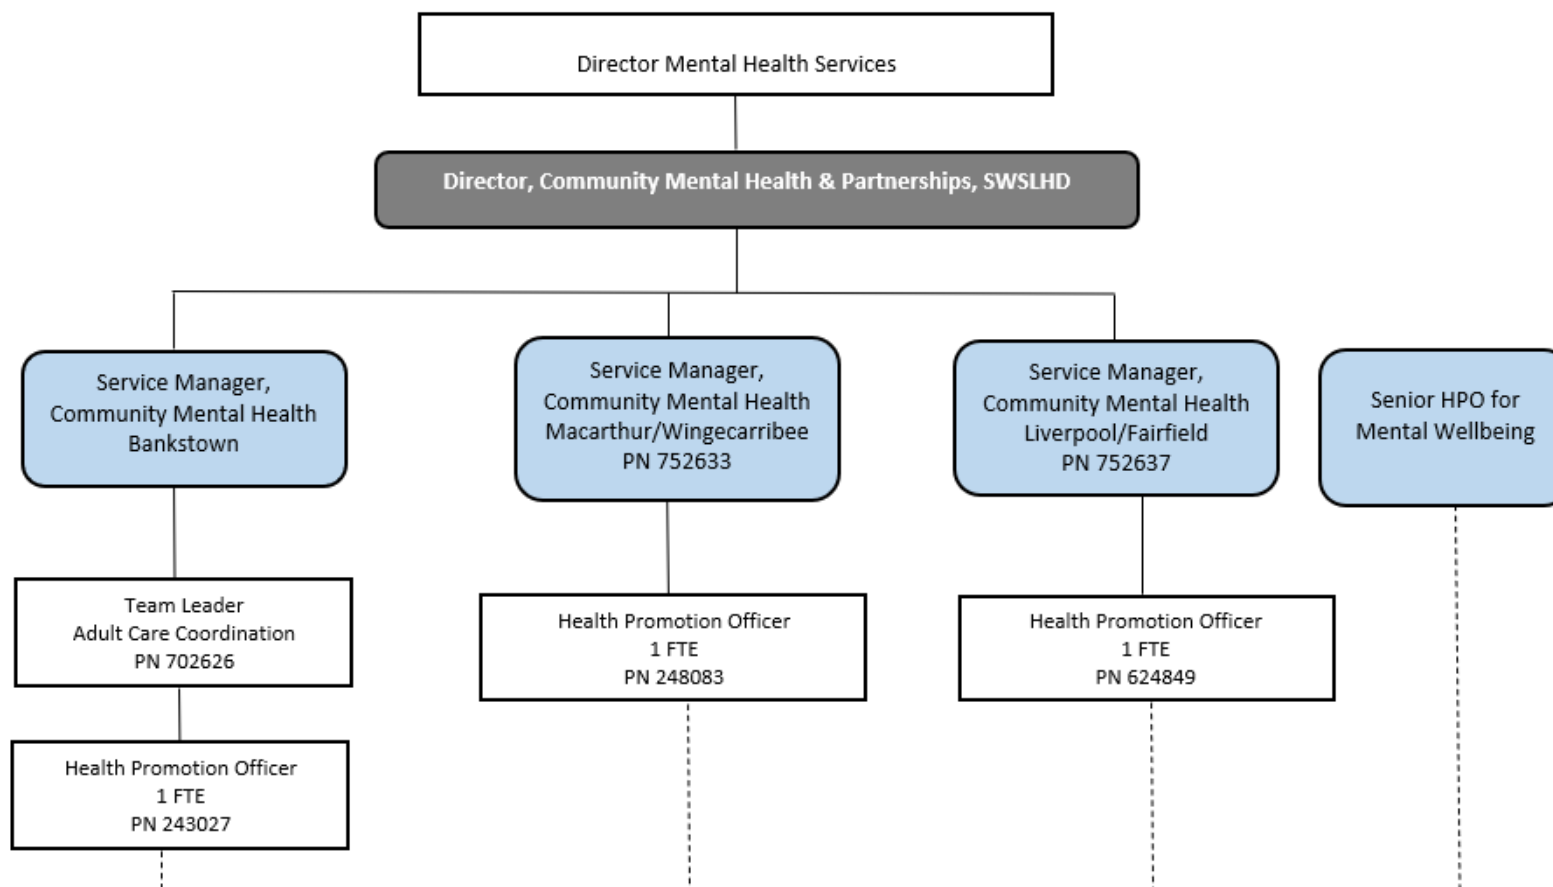 Director Mental Health Services
Director, Community Mental Health & Partnerships, SWSLHD
Service Manager,
Community Mental Health
Bankstown
Service Manager,
Community Mental Health
Macarthur/Wingecarribee
PN 752633
Service Manager,
Community Mental Health
Liverpool/Fairfield
PN 752637
Senior HPO for
Mental Wellbeing
Team Leader
Adult Care Coordination
PN 702626
Health Promotion Officer
1 FTE
PN 248083
Health Promotion Officer
1 FTE
PN 624849
Health Promotion Officer
1 FTE
PN 243027